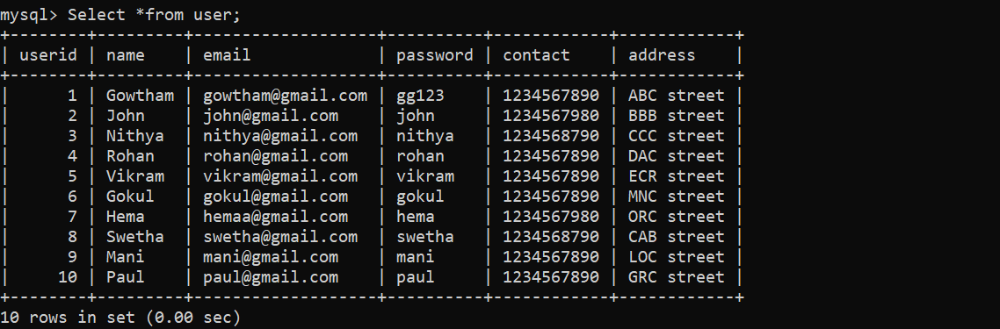 mysql> Select *from user;
+--------+---------+-------------------+----------+------------+------------+
| userid | name    | email             | password | contact    | address    |
+--------+---------+-------------------+----------+------------+------------+
|      1 | Gowtham | gowtham@gmail.com | gg123    | 1234567890 | ABC street |
|      2 | John    | john@gmail.com    | john     | 1234567980 | BBB street |
|      3 | Nithya  | nithya@gmail.com  | nithya   | 1234568790 | CCC street |
|      4 | Rohan   | rohan@gmail.com   | rohan    | 1234567890 | DAC street |
|      5 | Vikram  | vikram@gmail.com  | vikram   | 1234567890 | ECR street |
|      6 | Gokul   | gokul@gmail.com   | gokul    | 1234567890 | MNC street |
|      7 | Hema    | hemaa@gmail.com   | hema     | 1234567980 | ORC street |
|      8 | Swetha  | swetha@gmail.com  | swetha   | 1234568790 | CAB street |
|      9 | Mani    | mani@gmail.com    | mani     | 1234567890 | LOC street |
|     10 | Paul    | paul@gmail.com    | paul     | 1234567890 | GRC street |
+--------+---------+-------------------+----------+------------+------------+
10 rows in set (0.00 sec)